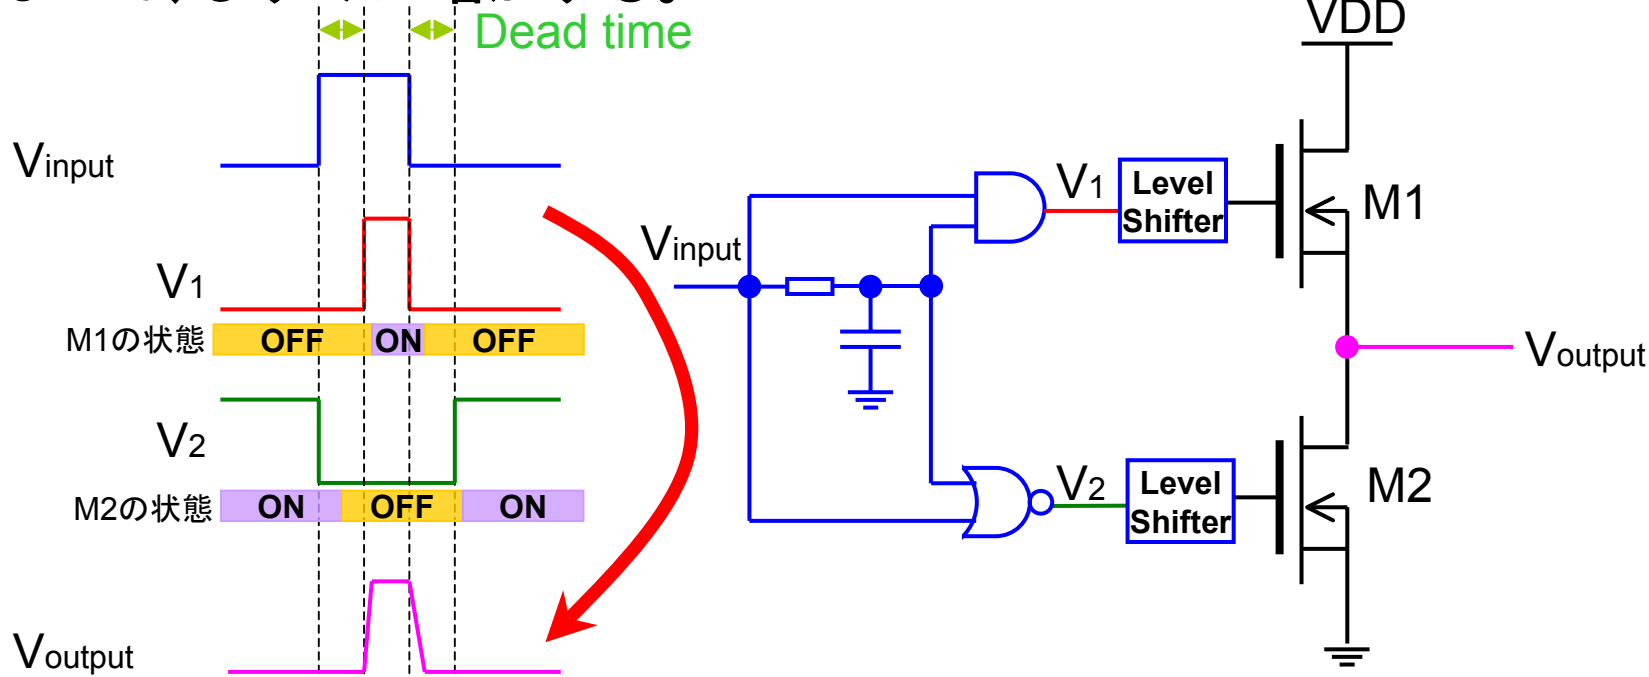 Dead time
VDD
Vinput
V1
M1の状態
OFF
ON
OFF
V2
M2の状態
ON
OFF
ON
Voutput
Vinput
V1
Level
Shifter
M1
Voutput
V2
Level
Shifter
M2